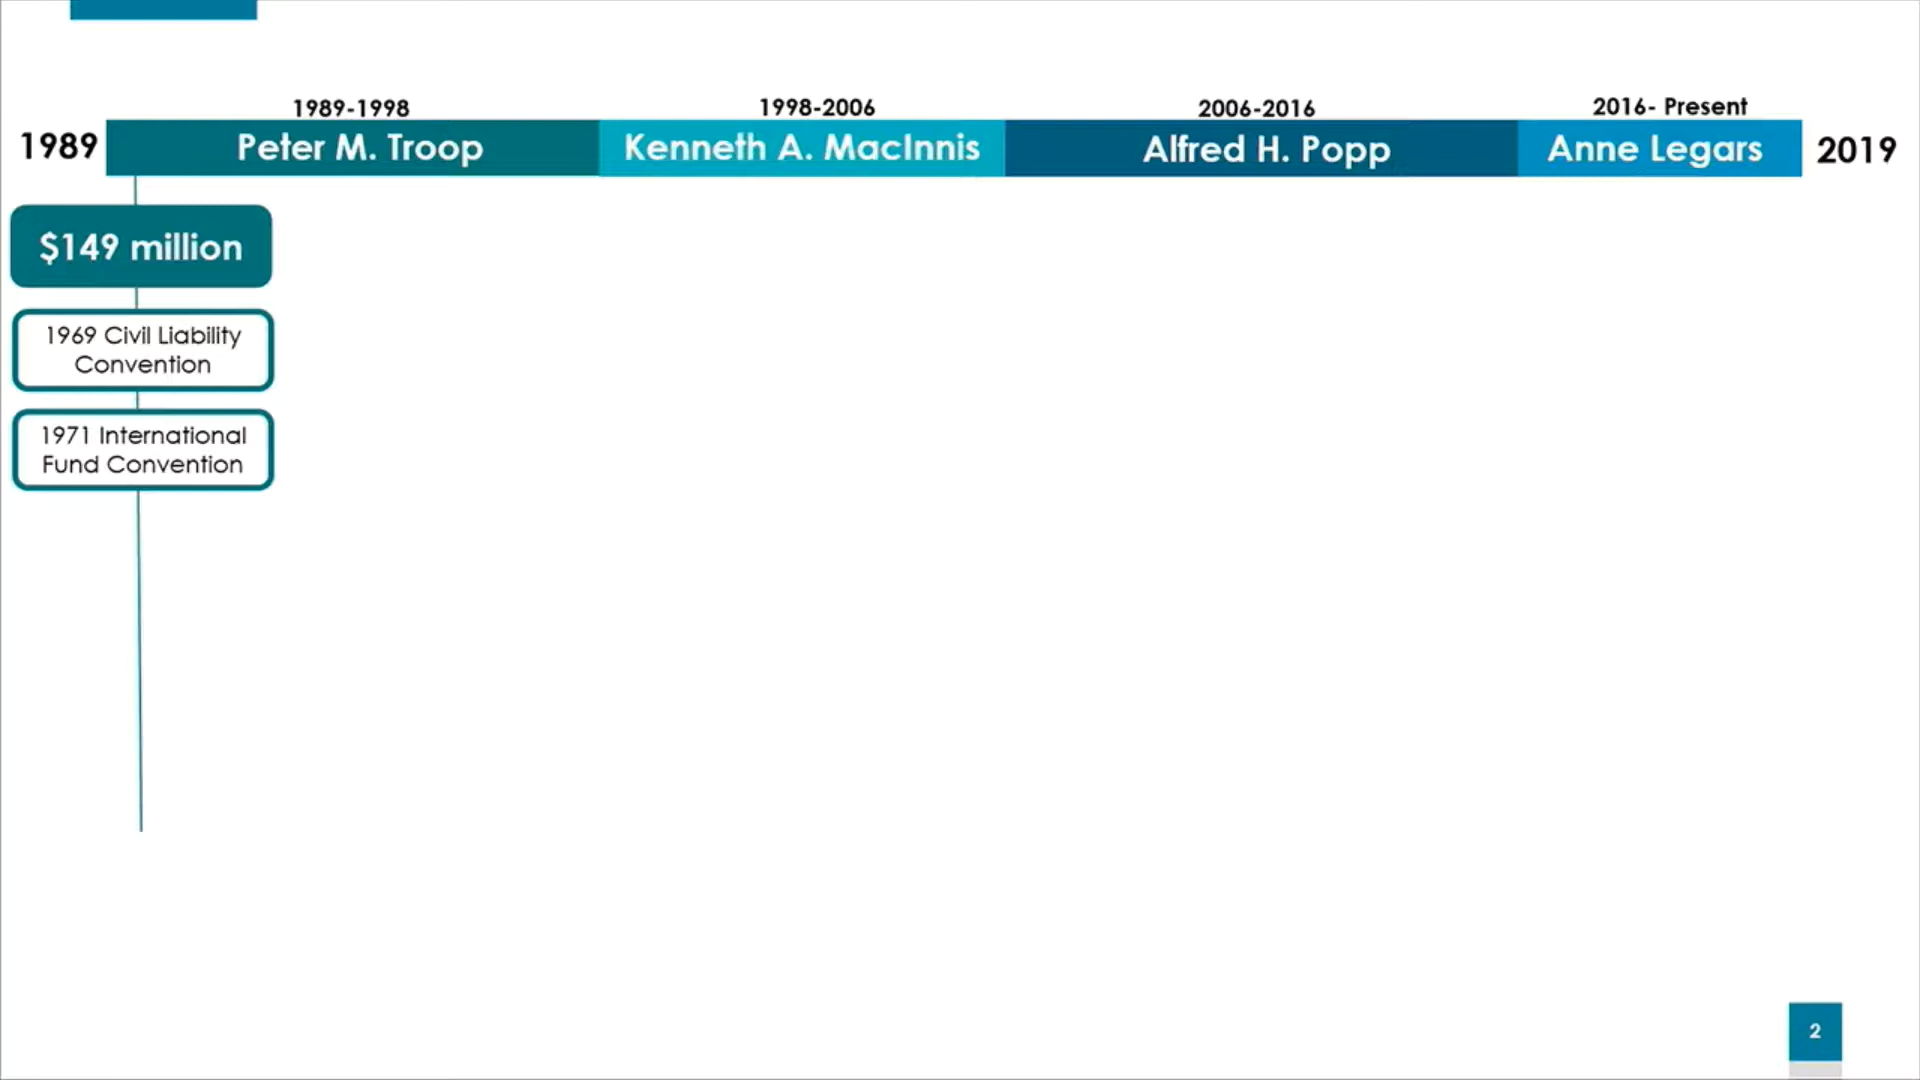 1989-1998
1998-2006
2006-2016
2016- Present
1989
Peter M. Troop
Kenneth A. MacInnis
Alfred H. Popp
Anne Legars
2019
$149 million
1969 Civil Liability
Convention
1971 International
Fund Convention
2